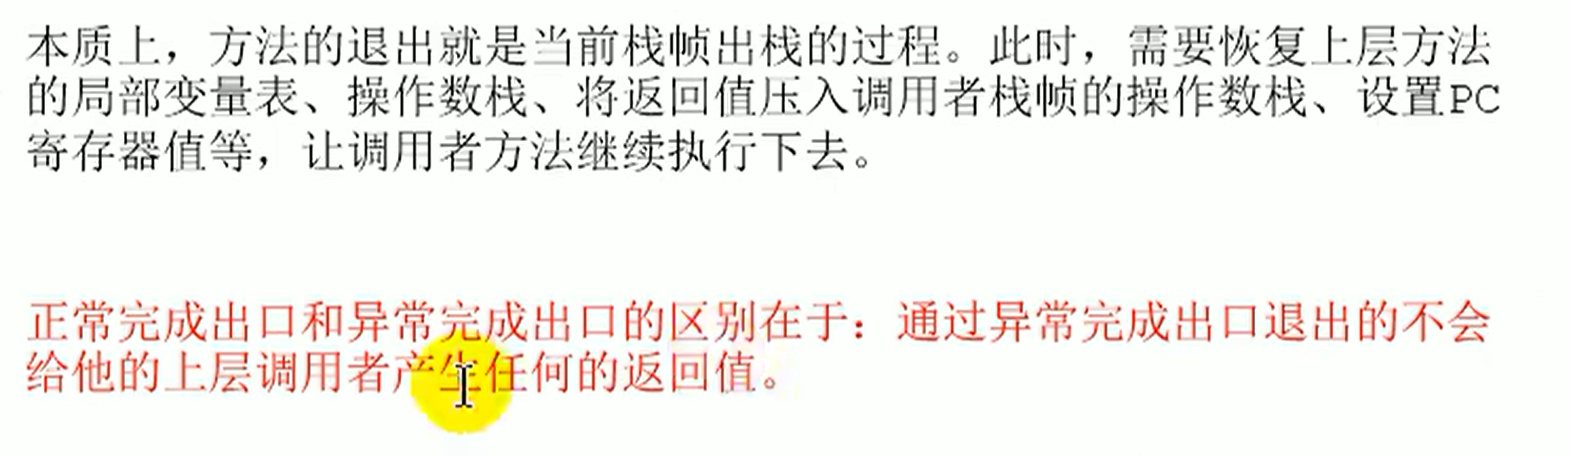 本质上，方法的退出就是当前栈帧出栈的过程。此时，需要恢复上层方法
的局部变量表、操作数栈、将返回值压入调用者栈帧的操作数栈、设置PC
寄存器值等，让调用者方法继续执行下去。
正常完成出口和异常完成出口的区别在于：通过异常完成出口退出的不会
给他的上层调用者产生任何的返回值。